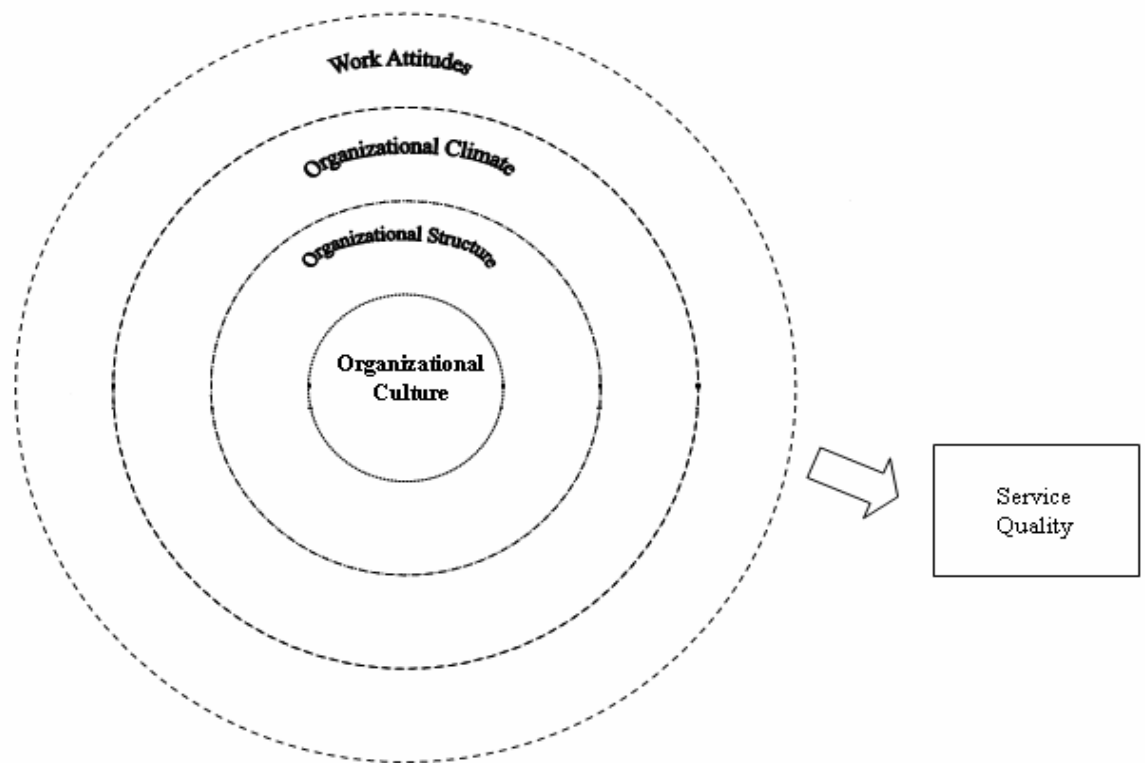 Work Attitudes
Organizational Climate
Organizational Structure
Organizational
Culture
Service
Quality